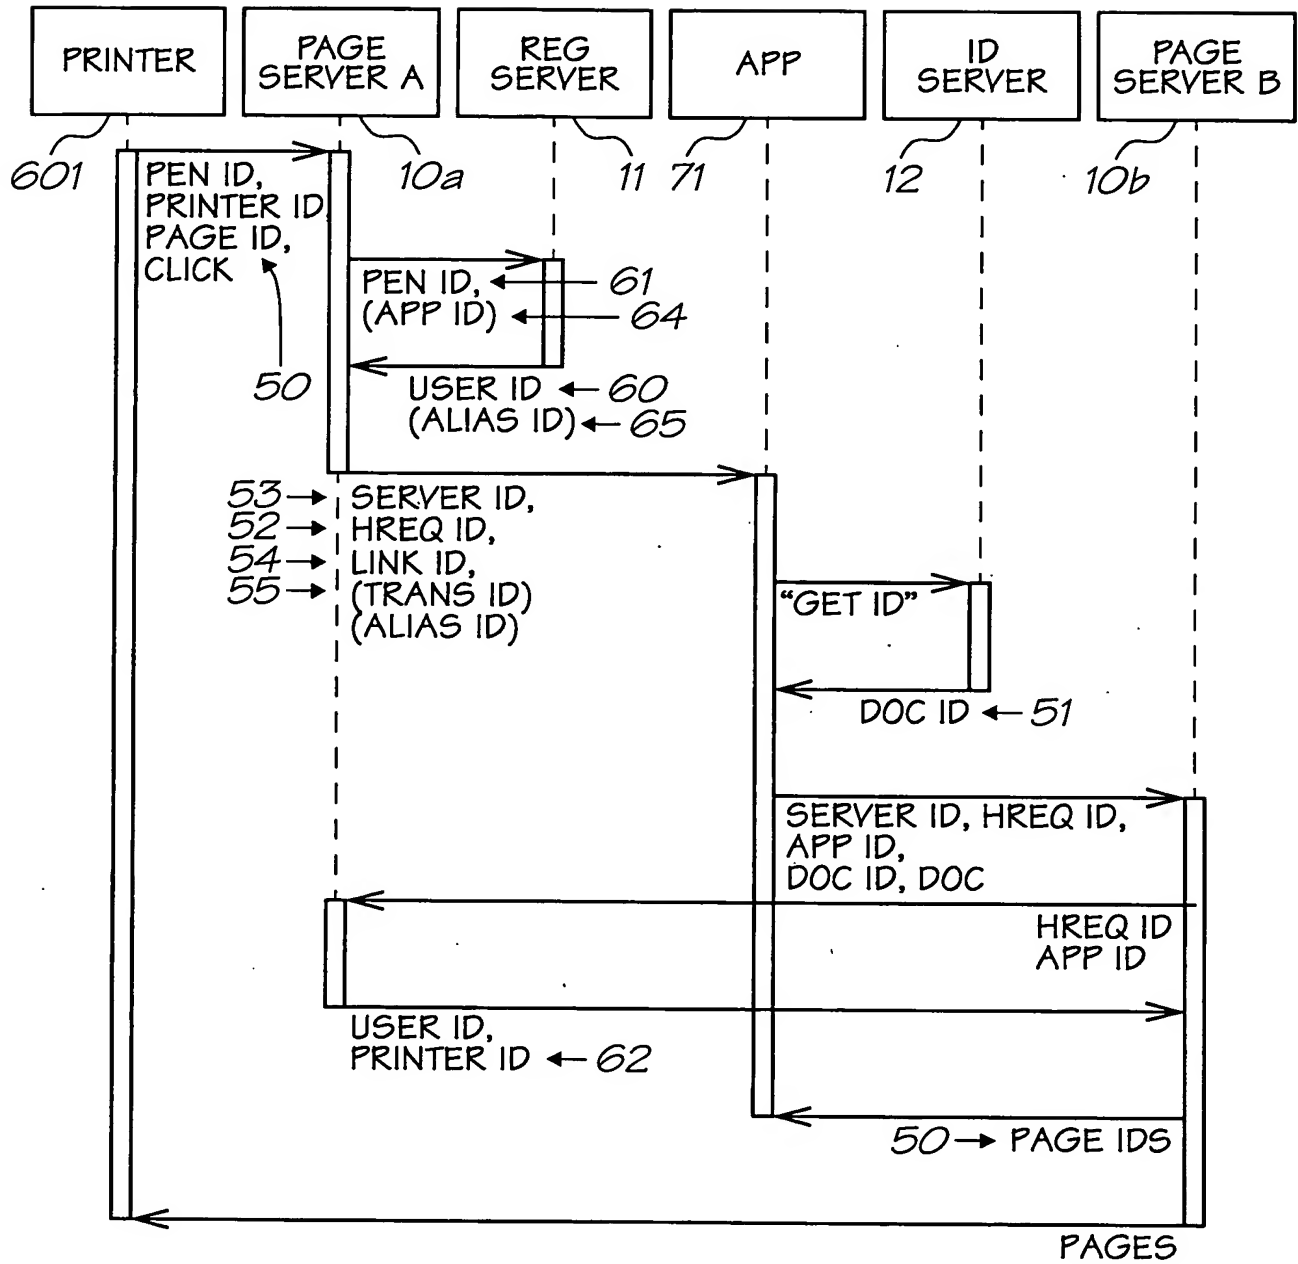 PRINTER
PAGE
SERVER A
REG
SERVER
APP
ID
SERVER
PAGE
SERVER B
601
10a
11
71
12
10b
PEN ID,
PRINTER ID
PAGE ID,
CLICK
50
PEN ID,
61
(APP ID)
64
USER ID
60
(ALIAS ID)
65
53
SERVER ID,
52
HREQ ID,
54
LINK ID,
55
(TRANS ID)
(ALIAS ID)
“GET ID”
DOC ID
51
SERVER ID, HREQ ID,
APP ID,
DOC ID, DOC
HREQ ID
APP ID
USER ID,
PRINTER ID
62
50
PAGE IDS
PAGES